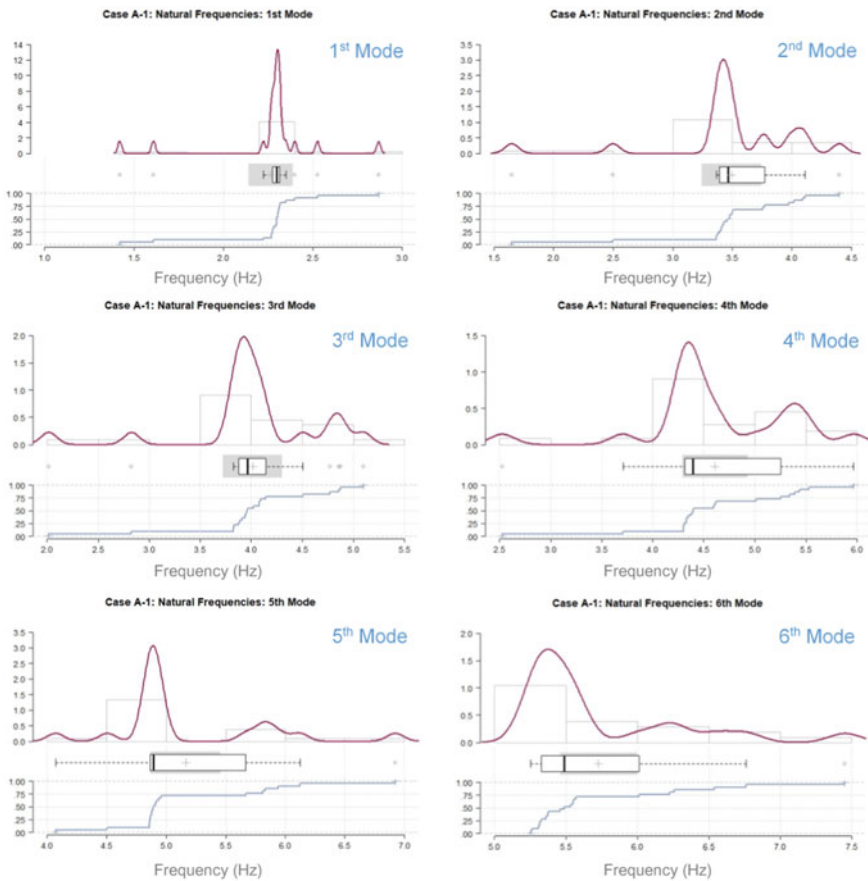 Case A-1: Natural Frequencies: 1st Mode
1st Mode
14
12
10
8
6
4
2
0
1.00
.75
.50
.25
.00
1.0 1.5 2.0 2.5 3.0
Frequency (Hz)
Case A-1: Natural Frequencies: 2nd Mode
2nd Mode
3.5
3.0
2.5
2.0
1.5
1.0
0.5
0.0
1.00
.75
.50
.25
.00
1.5 2.0 2.5 3.0 3.5 4.0 4.5
Frequency (Hz)
Case A-1: Natural Frequencies: 3rd Mode
3rd Mode
2.0
1.5
1.0
0.5
0.0
1.00
.75
.50
.25
.00
2.0 2.5 3.0 3.5 4.0 4.5 5.0 5.5
Frequency (Hz)
Case A-1: Natural Frequencies: 4th Mode
4th Mode
1.5
1.0
0.5
0.0
1.00
.75
.50
.25
.00
2.5 3.0 3.5 4.0 4.5 5.0 5.5 6.0
Frequency (Hz)
Case A-1: Natural Frequencies: 5th Mode
5th Mode
3.5
3.0
2.5
2.0
1.5
1.0
0.5
0.0
1.00
.75
.50
.25
.00
4.0 4.5 5.0 5.5 6.0 6.5 7.0
Frequency (Hz)
Case A-1: Natural Frequencies: 6th Mode
6th Mode
2.0
1.5
1.0
0.5
0.0
1.00
.75
.50
.25
.00
5.0 5.5 6.0 6.5 7.0 7.5
Frequency (Hz)